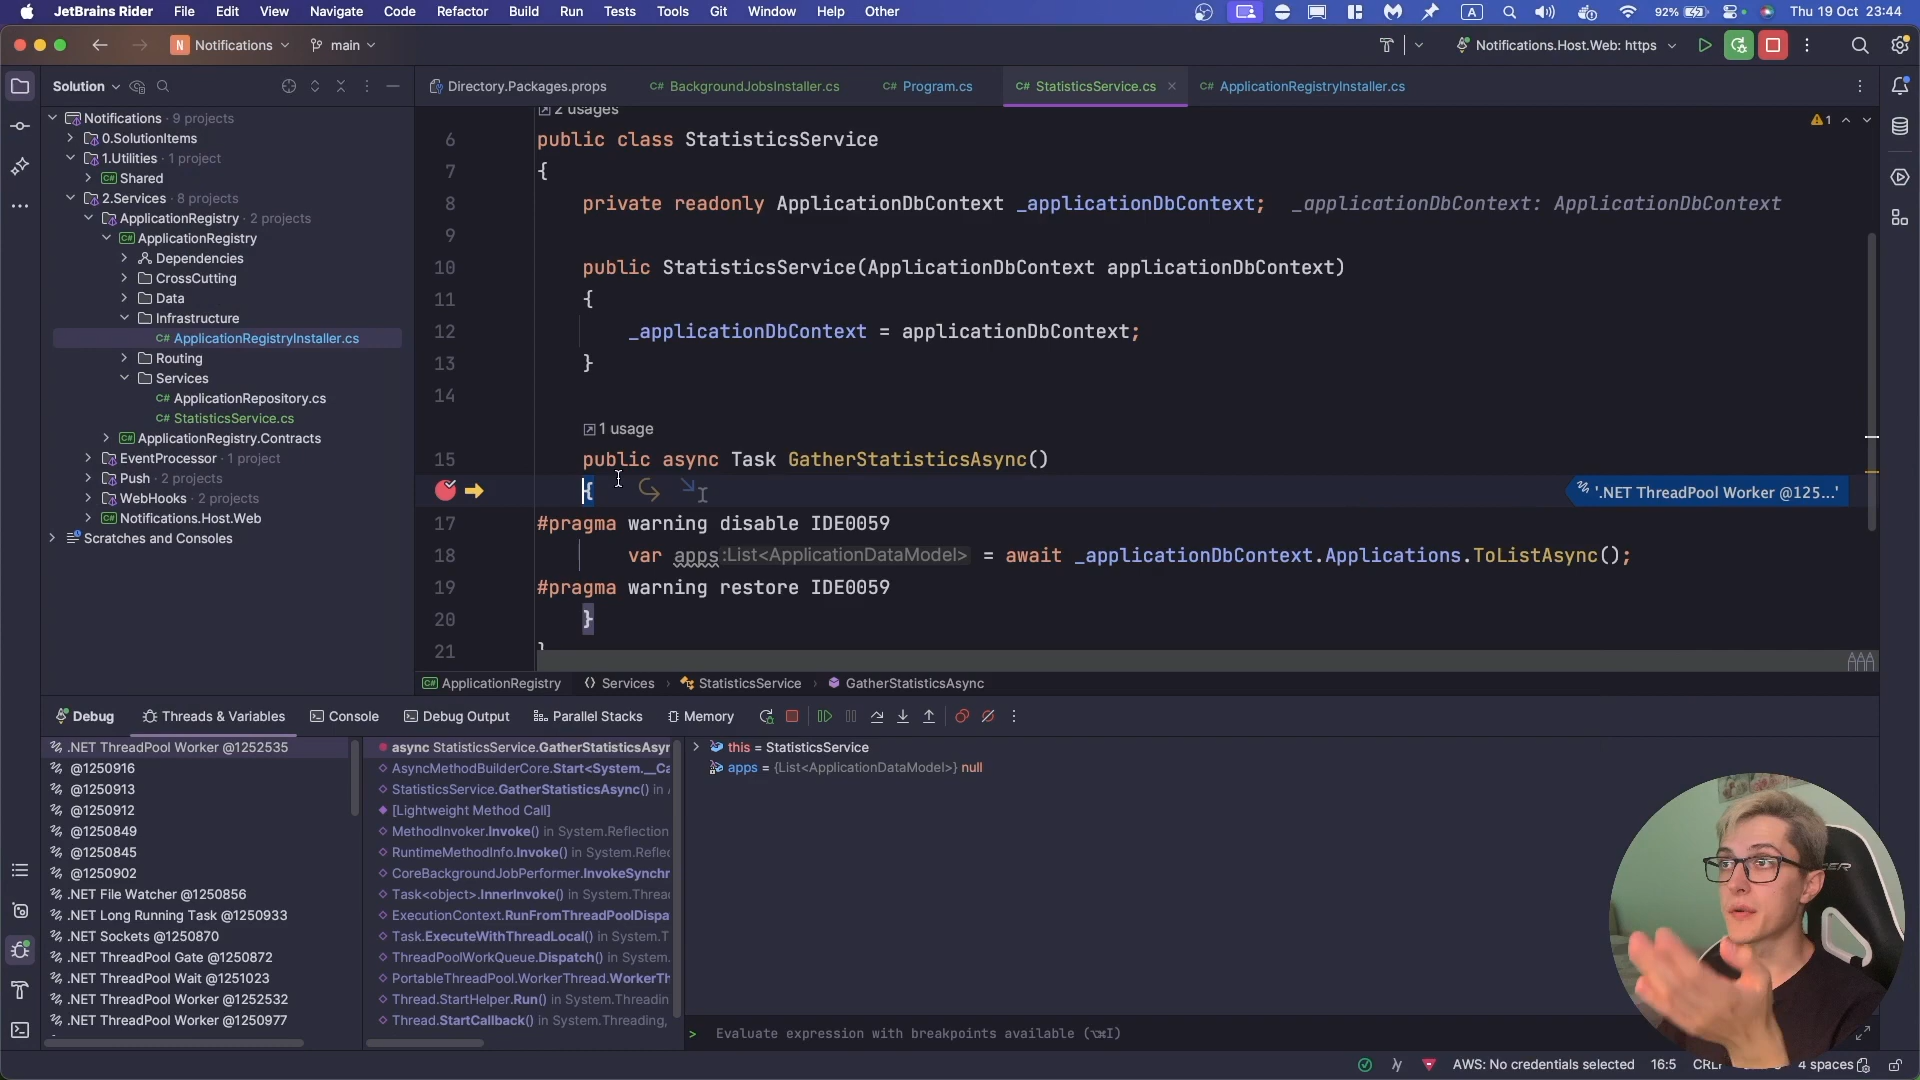 JetBrains Rider File Edit View Navigate Code Refactor Build Run Tests Tools Git Window Help Other
A 92% Thu 19 Oct 23:44
N Notifications main
Notifications.Host.Web: https
Solution
Directory.Packages.props
C# BackgroundJobsInstaller.cs
C# Program.cs
C# StatisticsService.cs
C# ApplicationRegistryInstaller.cs
Notifications · 9 projects
0.SolutionItems
1.Utilities · 1 project
C# Shared
2.Services · 8 projects
ApplicationRegistry · 2 projects
C# ApplicationRegistry
Dependencies
CrossCutting
Data
Infrastructure
C# ApplicationRegistryInstaller.cs
Routing
Services
C# ApplicationRepository.cs
C# StatisticsService.cs
C# ApplicationRegistry.Contracts
EventProcessor · 1 project
Push · 2 projects
WebHooks · 2 projects
C# Notifications.Host.Web
Scratches and Consoles
2 usages
1
6 public class StatisticsService
7 {
8 private readonly ApplicationDbContext _applicationDbContext; _applicationDbContext: ApplicationDbContext
9
10 public StatisticsService(ApplicationDbContext applicationDbContext)
11 {
12 _applicationDbContext = applicationDbContext;
13 }
14
1 usage
15 public async Task GatherStatisticsAsync()
{ '.NET ThreadPool Worker @125...'
17 #pragma warning disable IDE0059
18 var apps:List<ApplicationDataModel> = await _applicationDbContext.Applications.ToListAsync();
19 #pragma warning restore IDE0059
20 }
21 }
C# ApplicationRegistry Services StatisticsService GatherStatisticsAsync
Debug Threads & Variables Console Debug Output Parallel Stacks Memory
.NET ThreadPool Worker @1252535
@1250916
@1250913
@1250912
@1250849
@1250845
@1250902
.NET File Watcher @1250856
.NET Long Running Task @1250933
.NET Sockets @1250870
.NET ThreadPool Gate @1250872
.NET ThreadPool Wait @1251023
.NET ThreadPool Worker @1252532
.NET ThreadPool Worker @1250977
async StatisticsService.GatherStatisticsAsyn
AsyncMethodBuilderCore.Start<System.__Ca
StatisticsService.GatherStatisticsAsync() in
[Lightweight Method Call]
MethodInvoker.Invoke() in System.Reflection
RuntimeMethodInfo.Invoke() in System.Reflec
CoreBackgroundJobPerformer.InvokeSynchr
Task<object>.InnerInvoke() in System.Threa
ExecutionContext.RunFromThreadPoolDispa
Task.ExecuteWithThreadLocal() in System.T
ThreadPoolWorkQueue.Dispatch() in System.
PortableThreadPool.WorkerThread.WorkerTh
Thread.StartHelper.Run() in System.Threadin
Thread.StartCallback() in System.Threading,
this = StatisticsService
apps = {List<ApplicationDataModel>} null
> Evaluate expression with breakpoints available (⌥⌘I)
AWS: No credentials selected 16:5 4 spaces